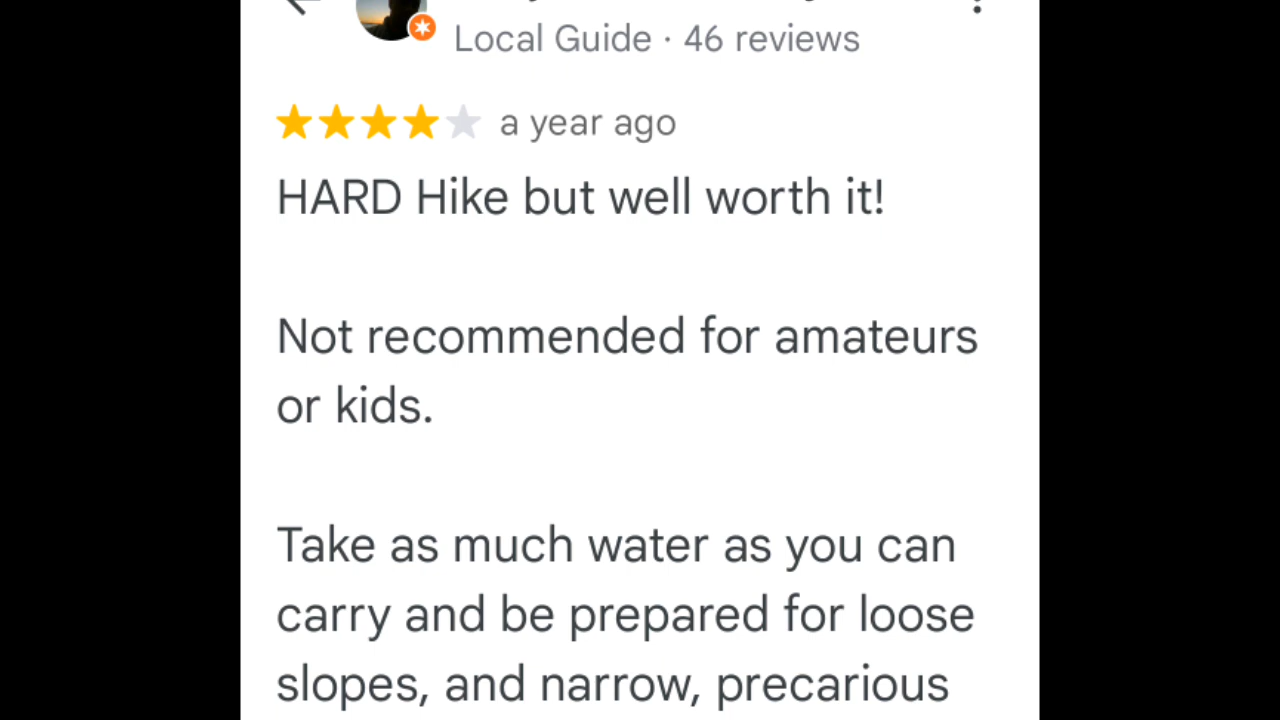 Local Guide · 46 reviews
a year ago
HARD Hike but well worth it!
Not recommended for amateurs
or kids.
Take as much water as you can
carry and be prepared for loose
slopes, and narrow, precarious